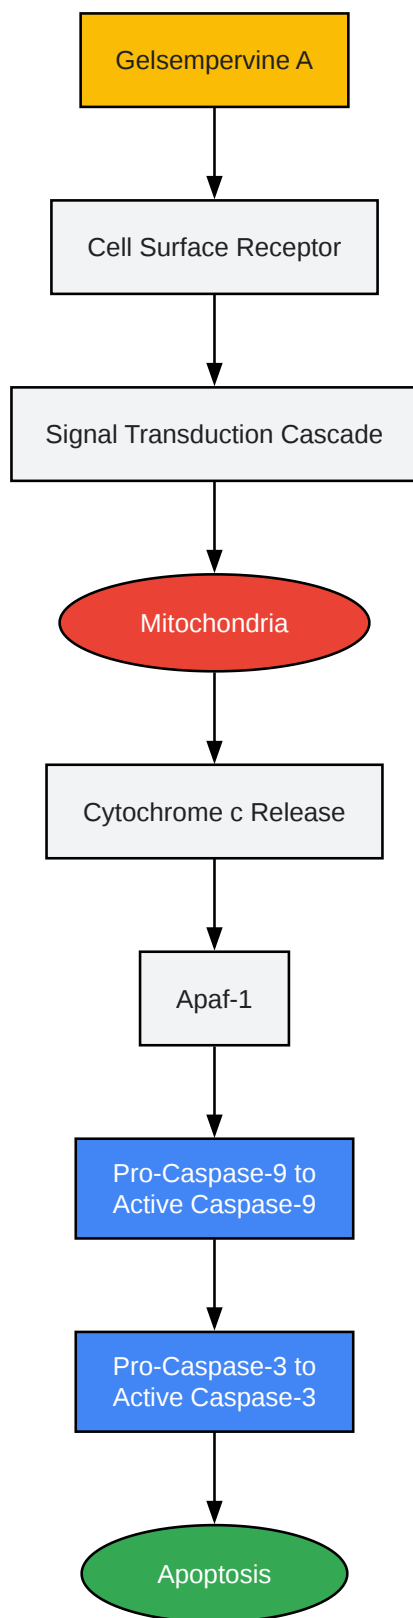 Gelsempervine A
Cell Surface Receptor
Signal Transduction Cascade
Mitochondria
Cytochrome c Release
Apaf-1
Pro-Caspase-9 to
Active Caspase-9
Pro-Caspase-3 to
Active Caspase-3
Apoptosis